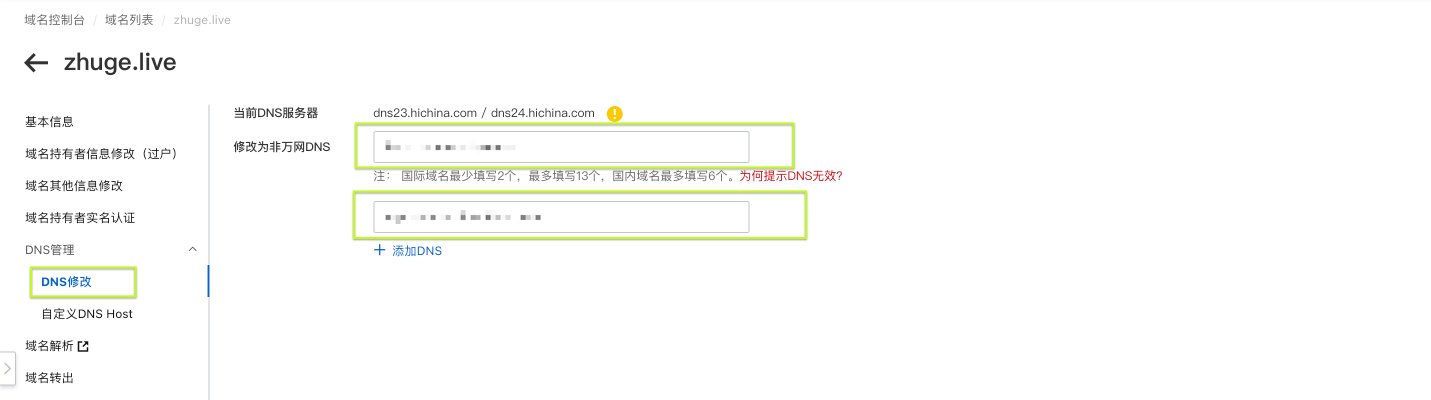 域名控制台 / 域名列表 / zhuge.live
zhuge.live
基本信息
域名持有者信息修改（过户）
域名其他信息修改
域名持有者实名认证
DNS管理
DNS修改
自定义DNS Host
域名解析
域名转出
当前DNS服务器 dns23.hichina.com / dns24.hichina.com
修改为非万网DNS
注： 国际域名最少填写2个，最多填写13个，国内域名最多填写6个。为何提示DNS无效?
添加DNS